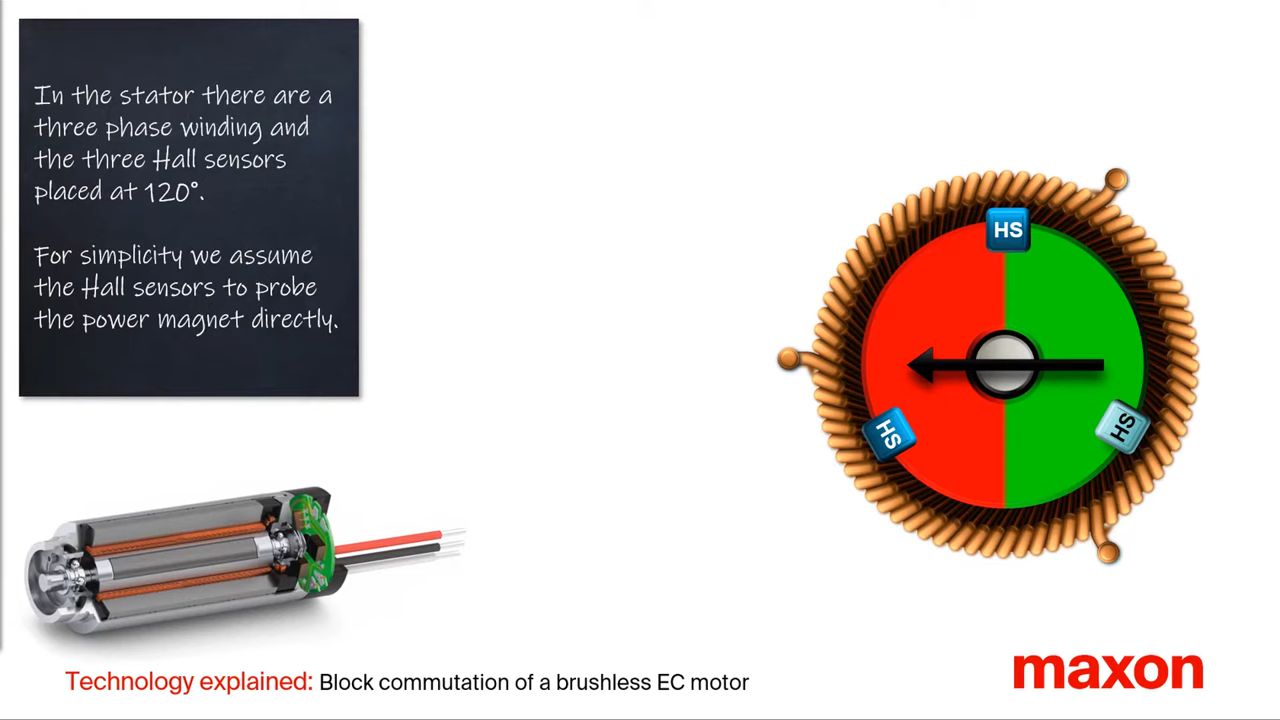 In the stator there are a
three phase winding and
the three Hall sensors
placed at 120°.
For simplicity we assume
the Hall sensors to probe
the power magnet directly.
HS
HS
HS
Technology explained: Block commutation of a brushless EC motor
maxon